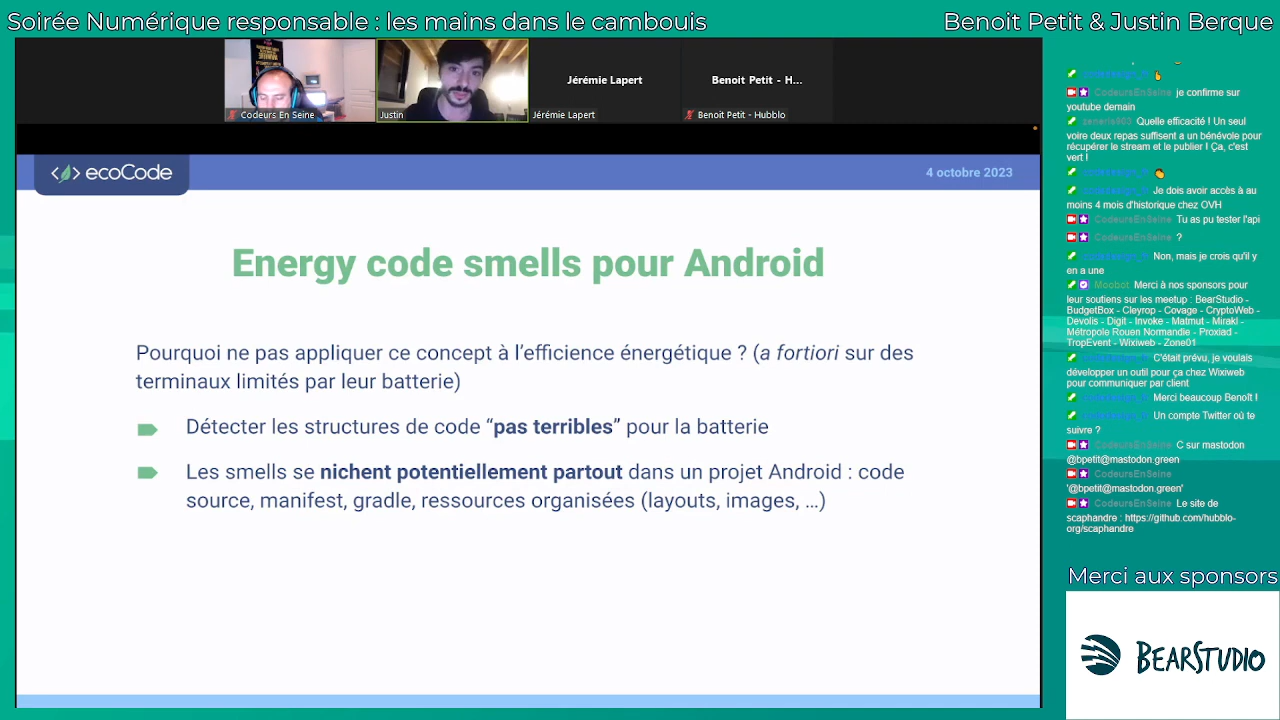 Soirée Numérique responsable : les mains dans le cambouis
Benoit Petit & Justin Berque
Codeurs En Seine
Justin
Jérémie Lapert
Jérémie Lapert
Benoit Petit - H...
Benoit Petit - Hubblo
ecoCode
4 octobre 2023
Energy code smells pour Android
Pourquoi ne pas appliquer ce concept à l'efficience énergétique ? (a fortiori sur des
terminaux limités par leur batterie)
Détecter les structures de code “pas terribles” pour la batterie
Les smells se nichent potentiellement partout dans un projet Android : code
source, manifest, gradle, ressources organisées (layouts, images, …)
CodeursEnSeine je confirme sur
youtube demain
Quelle efficacité ! Un seul
voire deux repas suffisent a un bénévole pour
récupérer le stream et le publier ! Ça, c'est
vert !
Je dois avoir accès à au
moins 4 mois d'historique chez OVH
CodeursEnSeine Tu as pu tester l'api
CodeursEnSeine ?
Non, mais je crois qu'il y
en a une
Moobot Merci à nos sponsors pour
leur soutiens sur les meetup : BearStudio -
BudgetBox - Cleyrop - Covage - CryptoWeb -
Devolis - Digit - Invoke - Matmut - Mirakl -
Métropole Rouen Normandie - Proxiad -
TropEvent - Wixiweb - Zone01
C'était prévu, je voulais
développer un outil pour ça chez Wixiweb
pour communiquer par client
Merci beaucoup Benoît !
Un compte Twitter où te
suivre ?
CodeursEnSeine C sur mastodon
@bpetit@mastodon.green
CodeursEnSeine
'@bpetit@mastodon.green'
CodeursEnSeine Le site de
scaphandre : https://github.com/hubblo-
org/scaphandre
Merci aux sponsors
BEARSTUDIO